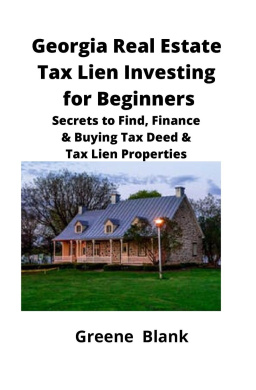 Georgia Real Estate
Tax Lien Investing
for Beginners
Secrets to Find, Finance
& Buying Tax Deed &
Tax Lien Properties
Greene Blank